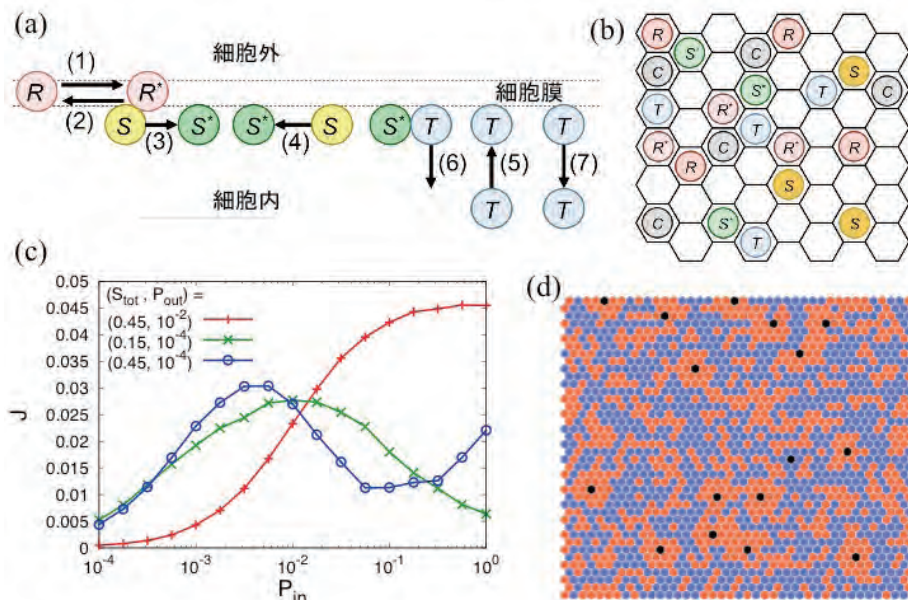 (a)
細胞外
(1)
R
R*
(2)
細胞膜
S
S*
S*
S
S*
T
T
T
(3)
(4)
(6)
(5)
(7)
細胞内
T
T
(b)
R
R
S*
C
S
C
S*
T
C
T
R*
T
R*
C
R*
R
R
S
C
S*
S
T
(c)
0.05
0.045
0.04
0.035
0.03
0.025
0.02
0.015
0.01
0.005
0
J
(S_tot , P_out) =
(0.45, 10⁻²)
(0.15, 10⁻⁴)
(0.45, 10⁻⁴)
10⁻⁴
10⁻³
10⁻²
10⁻¹
10⁰
P_in
(d)